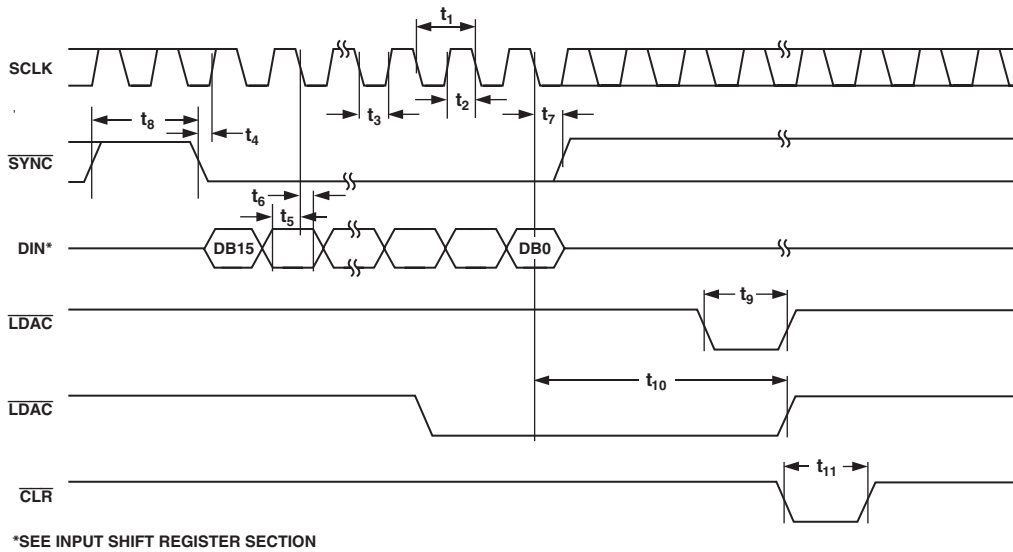 t1
SCLK
t2
t3
t7
t8
t4
SYNC
t6
t5
DIN*
DB15
DB0
t9
LDAC
t10
LDAC
t11
CLR
*SEE INPUT SHIFT REGISTER SECTION